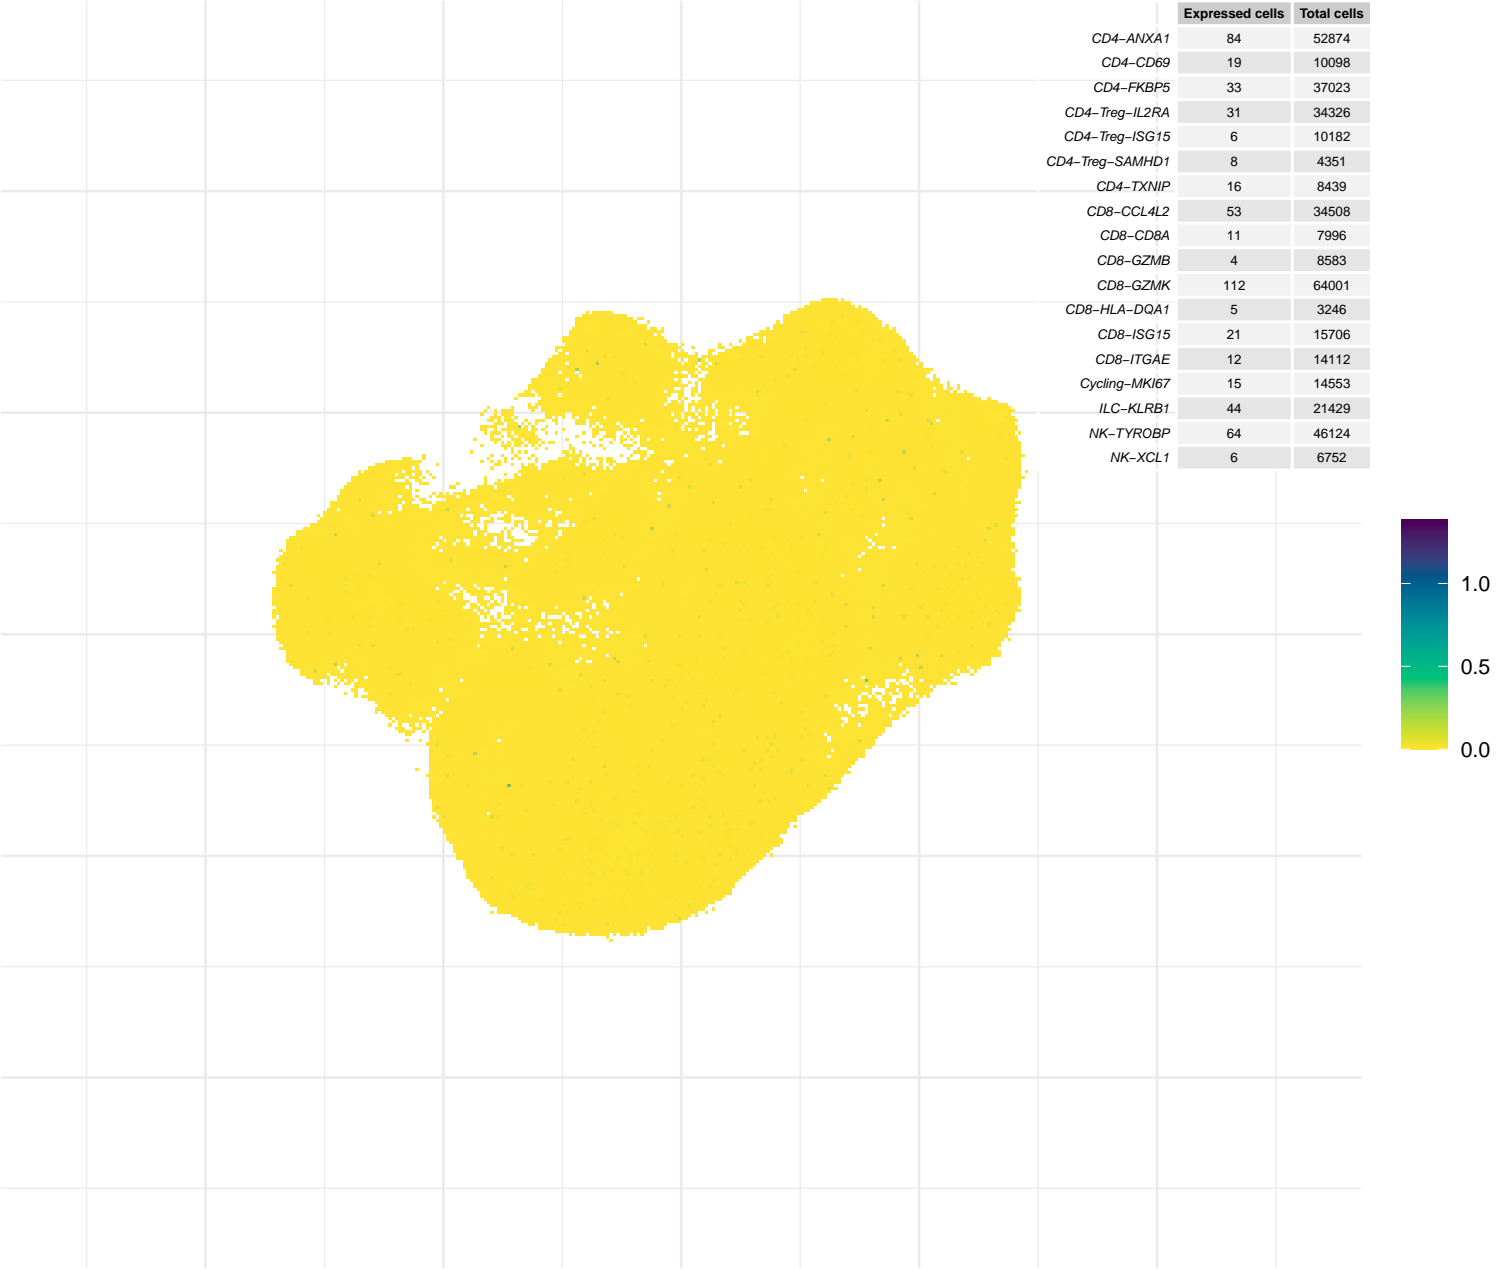 Expressed cells Total cells
CD4−ANXA1 84 52874
CD4−CD69 19 10098
CD4−FKBP5 33 37023
CD4−Treg−IL2RA 31 34326
CD4−Treg−ISG15 6 10182
CD4−Treg−SAMHD1 8 4351
CD4−TXNIP 16 8439
CD8−CCL4L2 53 34508
CD8−CD8A 11 7996
CD8−GZMB 4 8583
CD8−GZMK 112 64001
CD8−HLA−DQA1 5 3246
CD8−ISG15 21 15706
CD8−ITGAE 12 14112
Cycling−MKI67 15 14553
ILC−KLRB1 44 21429
NK−TYROBP 64 46124
NK−XCL1 6 6752
1.0
0.5
0.0